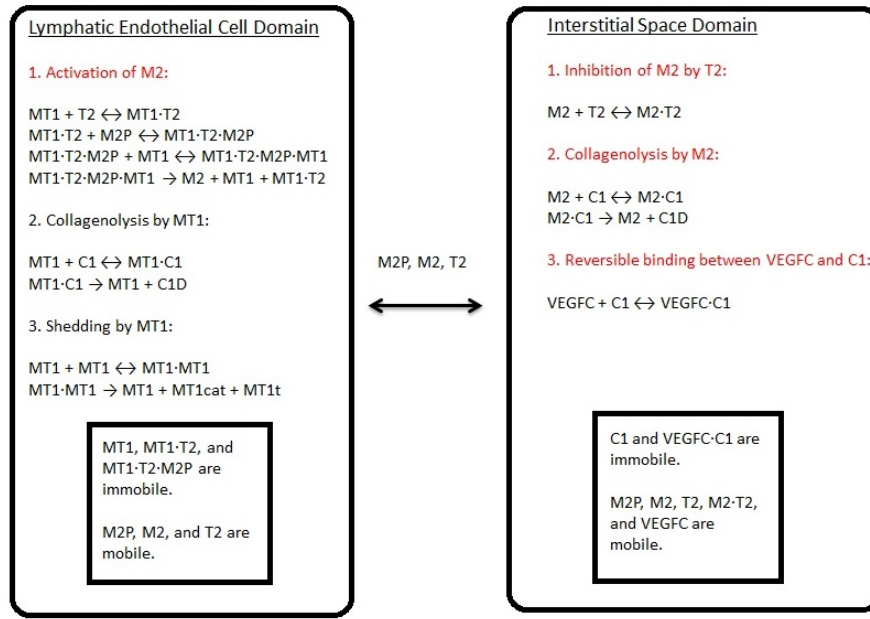 Lymphatic Endothelial Cell Domain
1. Activation of M2:
MT1 + T2 ↔ MT1·T2
MT1·T2 + M2P ↔ MT1·T2·M2P
MT1·T2·M2P + MT1 ↔ MT1·T2·M2P·MT1
MT1·T2·M2P·MT1 → M2 + MT1 + MT1·T2
2. Collagenolysis by MT1:
MT1 + C1 ↔ MT1·C1
MT1·C1 → MT1 + C1D
3. Shedding by MT1:
MT1 + MT1 ↔ MT1·MT1
MT1·MT1 → MT1 + MT1cat + MT1t
MT1, MT1·T2, and
MT1·T2·M2P are
immobile.
M2P, M2, and T2 are
mobile.
M2P, M2, T2
Interstitial Space Domain
1. Inhibition of M2 by T2:
M2 + T2 ↔ M2·T2
2. Collagenolysis by M2:
M2 + C1 ↔ M2·C1
M2·C1 → M2 + C1D
3. Reversible binding between VEGFC and C1:
VEGFC + C1 ↔ VEGFC·C1
C1 and VEGFC·C1 are
immobile.
M2P, M2, T2, M2·T2,
and VEGFC are
mobile.